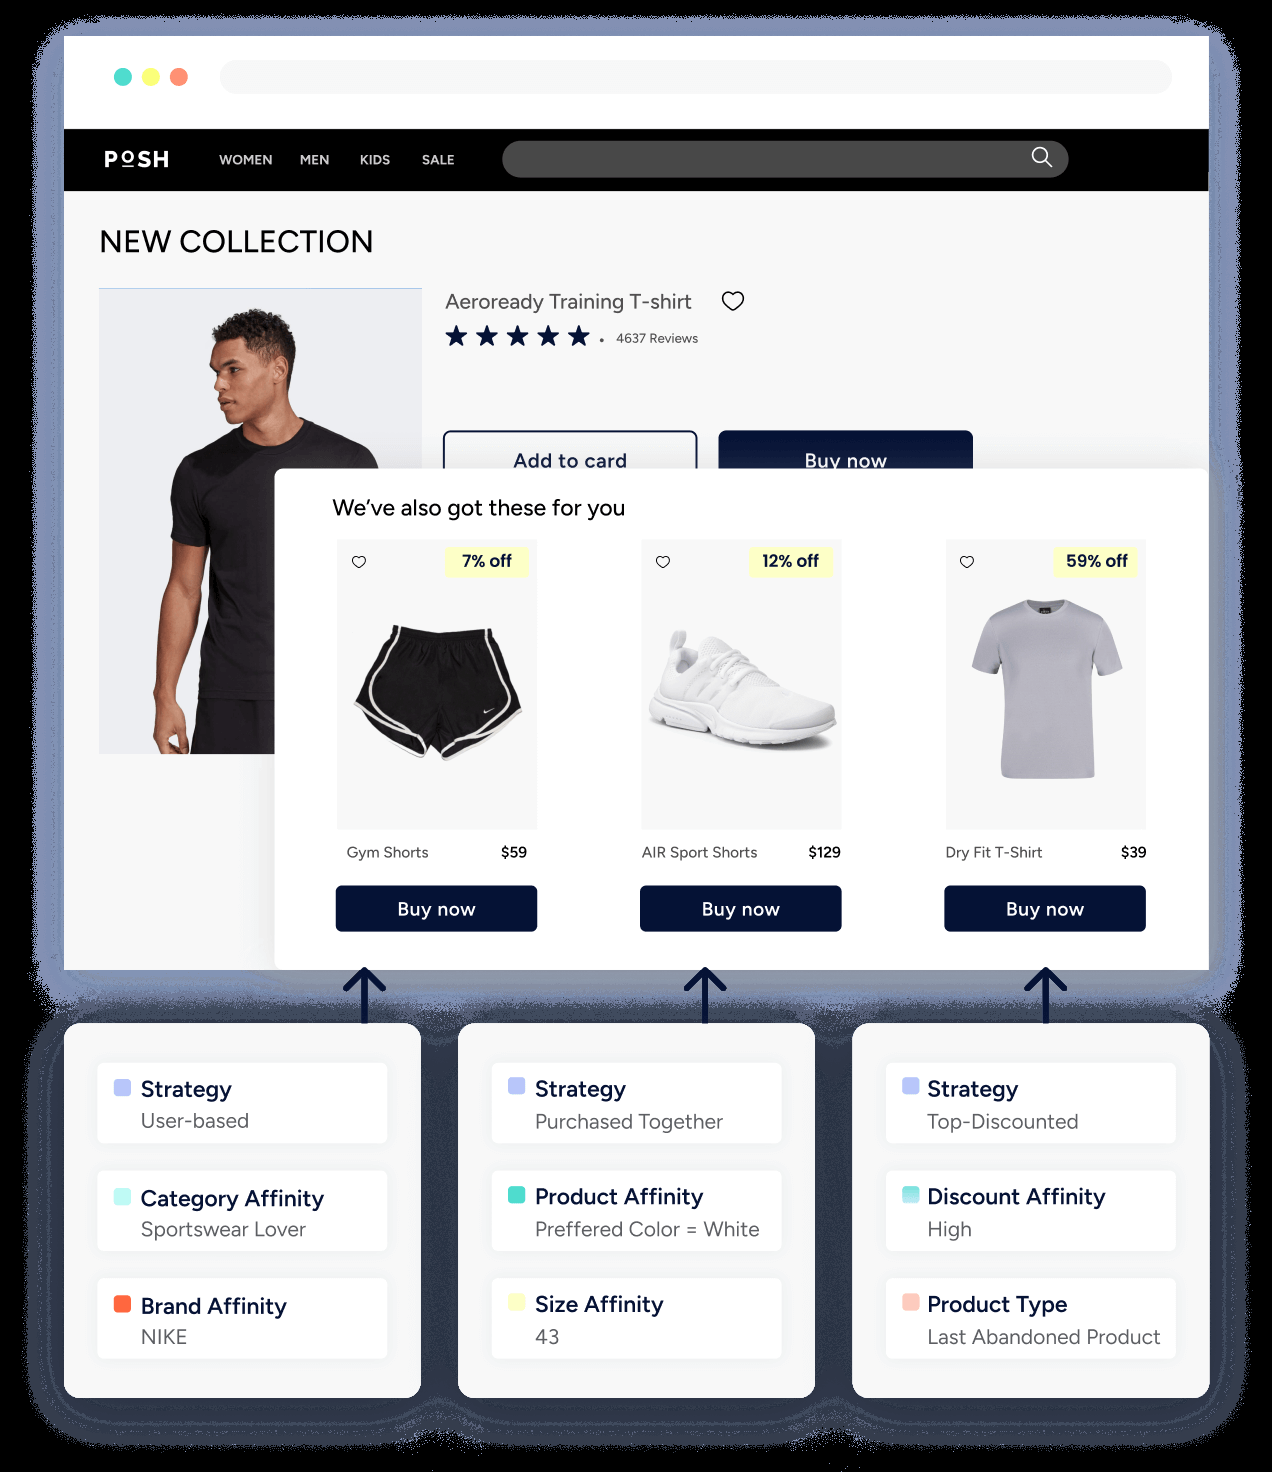 POSH WOMEN MEN KIDS SALE
NEW COLLECTION
Aeroready Training T-shirt
4637 Reviews
Add to card Buy now
We've also got these for you
7% off 12% off 59% off
Gym Shorts $59 AIR Sport Shorts $129 Dry Fit T-Shirt $39
Buy now Buy now Buy now
Strategy
User-based
Category Affinity
Sportswear Lover
Brand Affinity
NIKE
Strategy
Purchased Together
Product Affinity
Preffered Color = White
Size Affinity
43
Strategy
Top-Discounted
Discount Affinity
High
Product Type
Last Abandoned Product